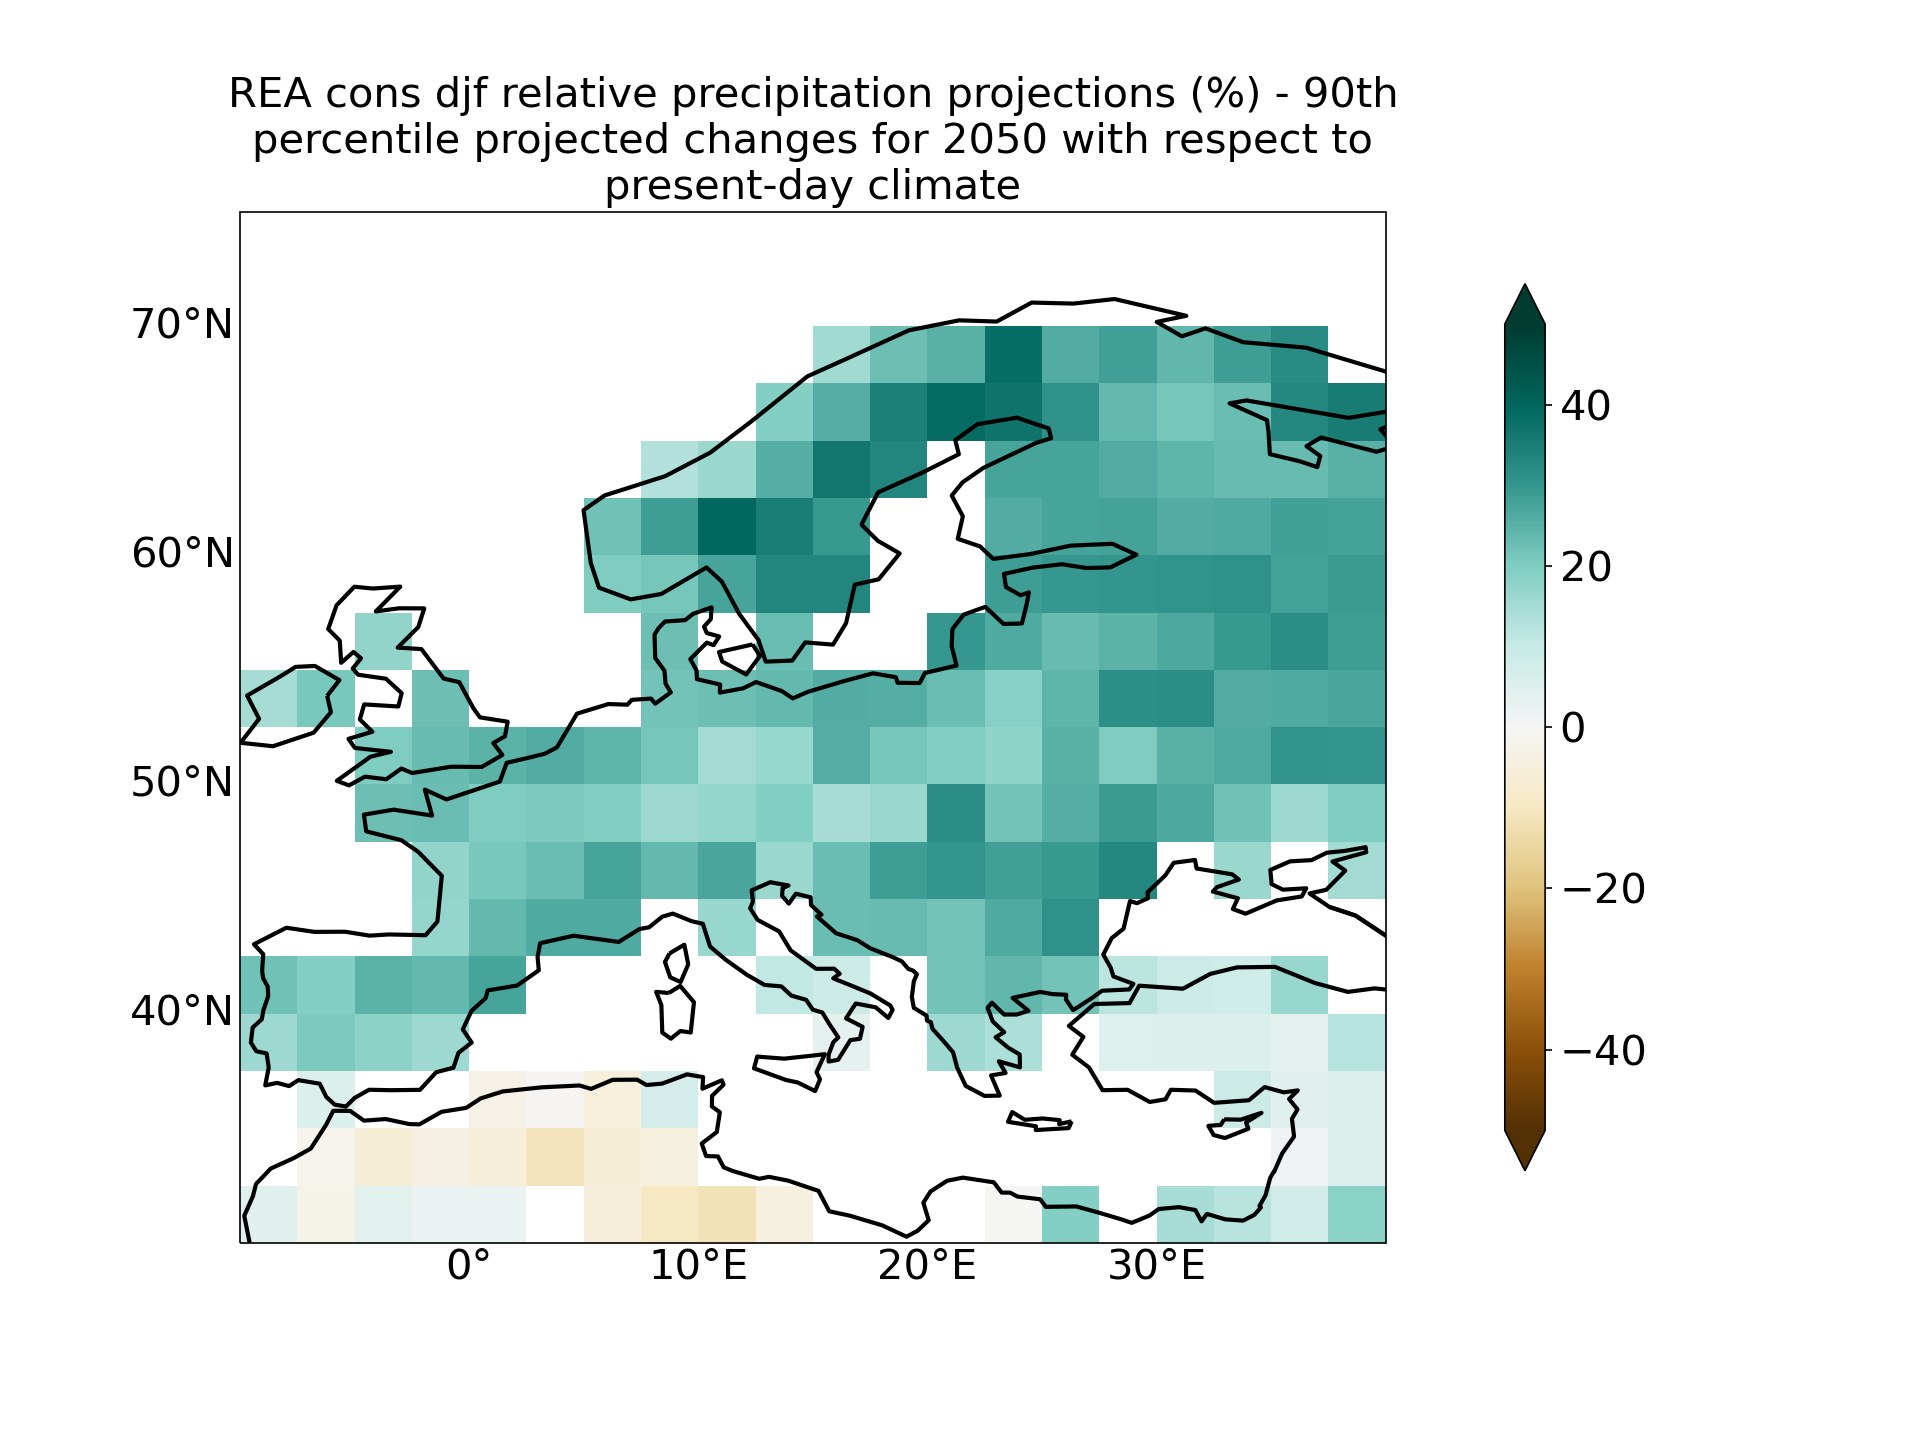 REA cons djf relative precipitation projections (%) - 90th
percentile projected changes for 2050 with respect to
present-day climate
70°N
60°N
50°N
40°N
0°
10°E
20°E
30°E
40
20
0
−20
−40